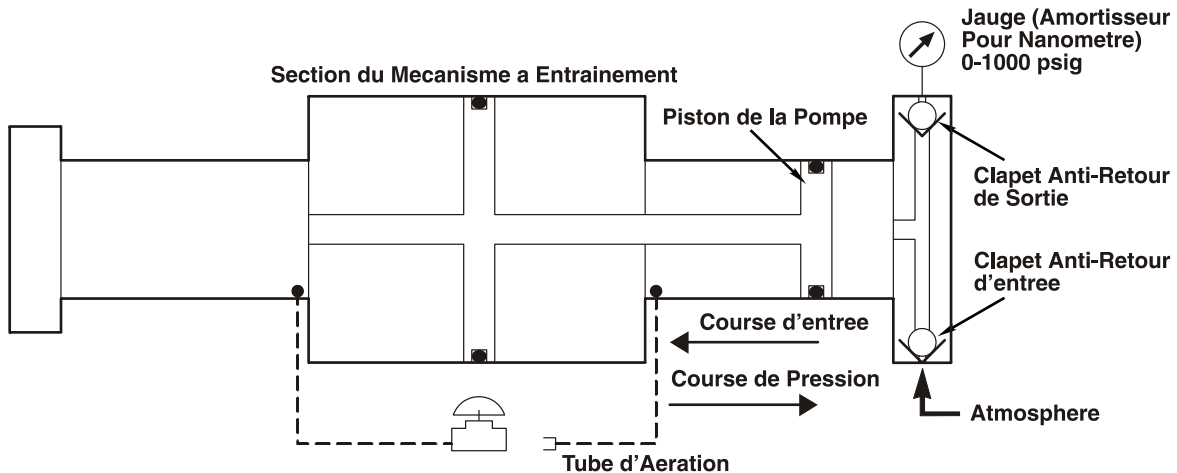 Jauge (Amortisseur
Pour Nanometre)
0-1000 psig
Section du Mecanisme a Entrainement
Piston de la Pompe
Clapet Anti-Retour
de Sortie
Clapet Anti-Retour
d'entree
Course d'entree
Course de Pression
Atmosphere
Tube d'Aeration